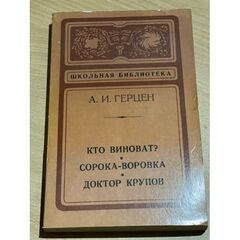 ШКОЛЬНАЯ БИБЛИОТЕКА
А. И. ГЕРЦЕН
КТО ВИНОВАТ?
•
СОРОКА-ВОРОВКА
•
ДОКТОР КРУПОВ